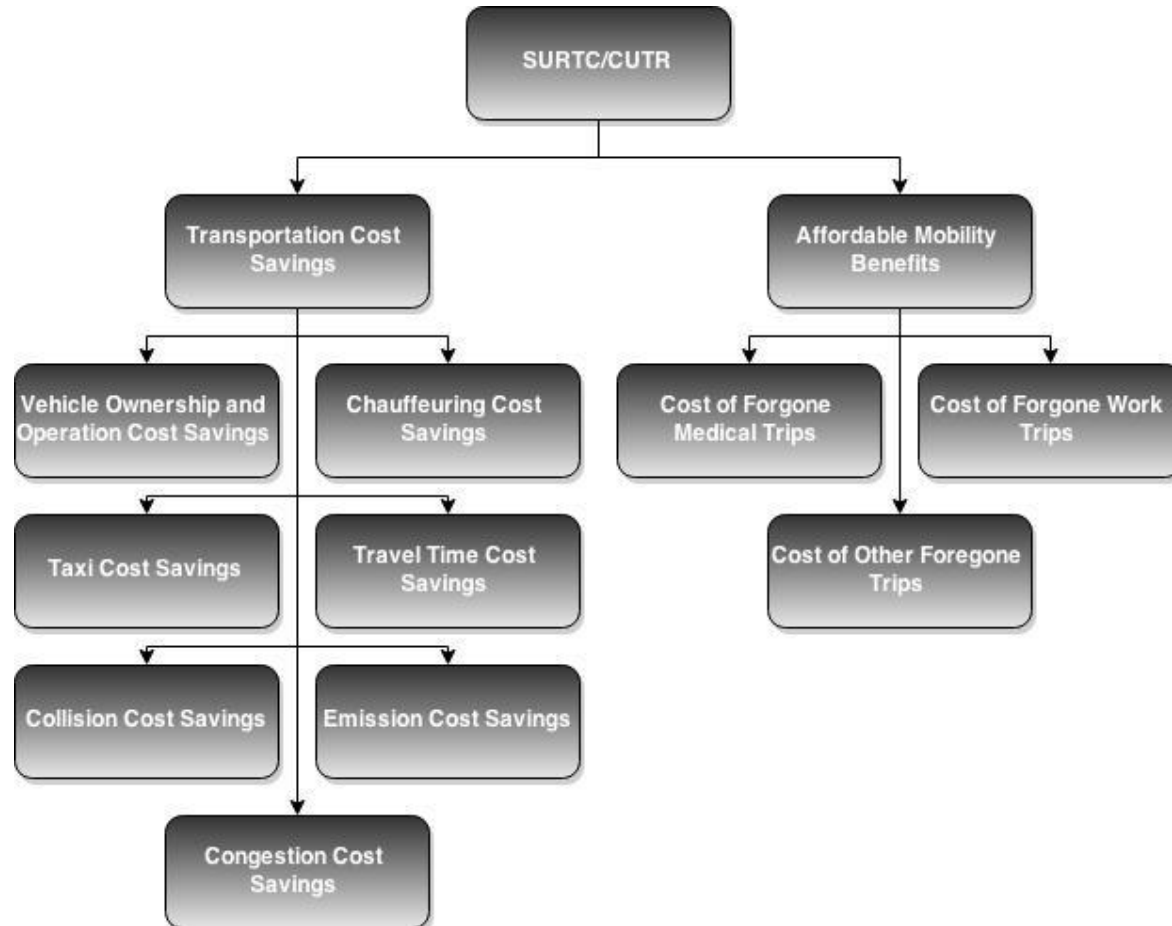 SURTC/CUTR
Transportation Cost
Savings
Affordable Mobility
Benefits
Vehicle Ownership and
Operation Cost Savings
Chauffeuring Cost
Savings
Cost of Forgone
Medical Trips
Cost of Forgone Work
Trips
Taxi Cost Savings
Travel Time Cost
Savings
Cost of Other Foregone
Trips
Collision Cost Savings
Emission Cost Savings
Congestion Cost
Savings